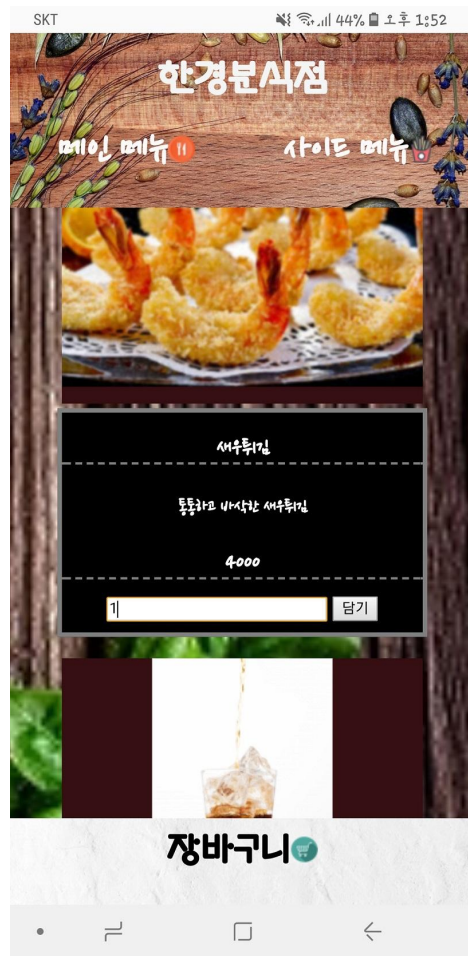 SKT 44% 오후 1:52
한경분식점
메인 메뉴 사이드 메뉴
새우튀김
통통하고 바삭한 새우튀김
4000
1 담기
장바구니